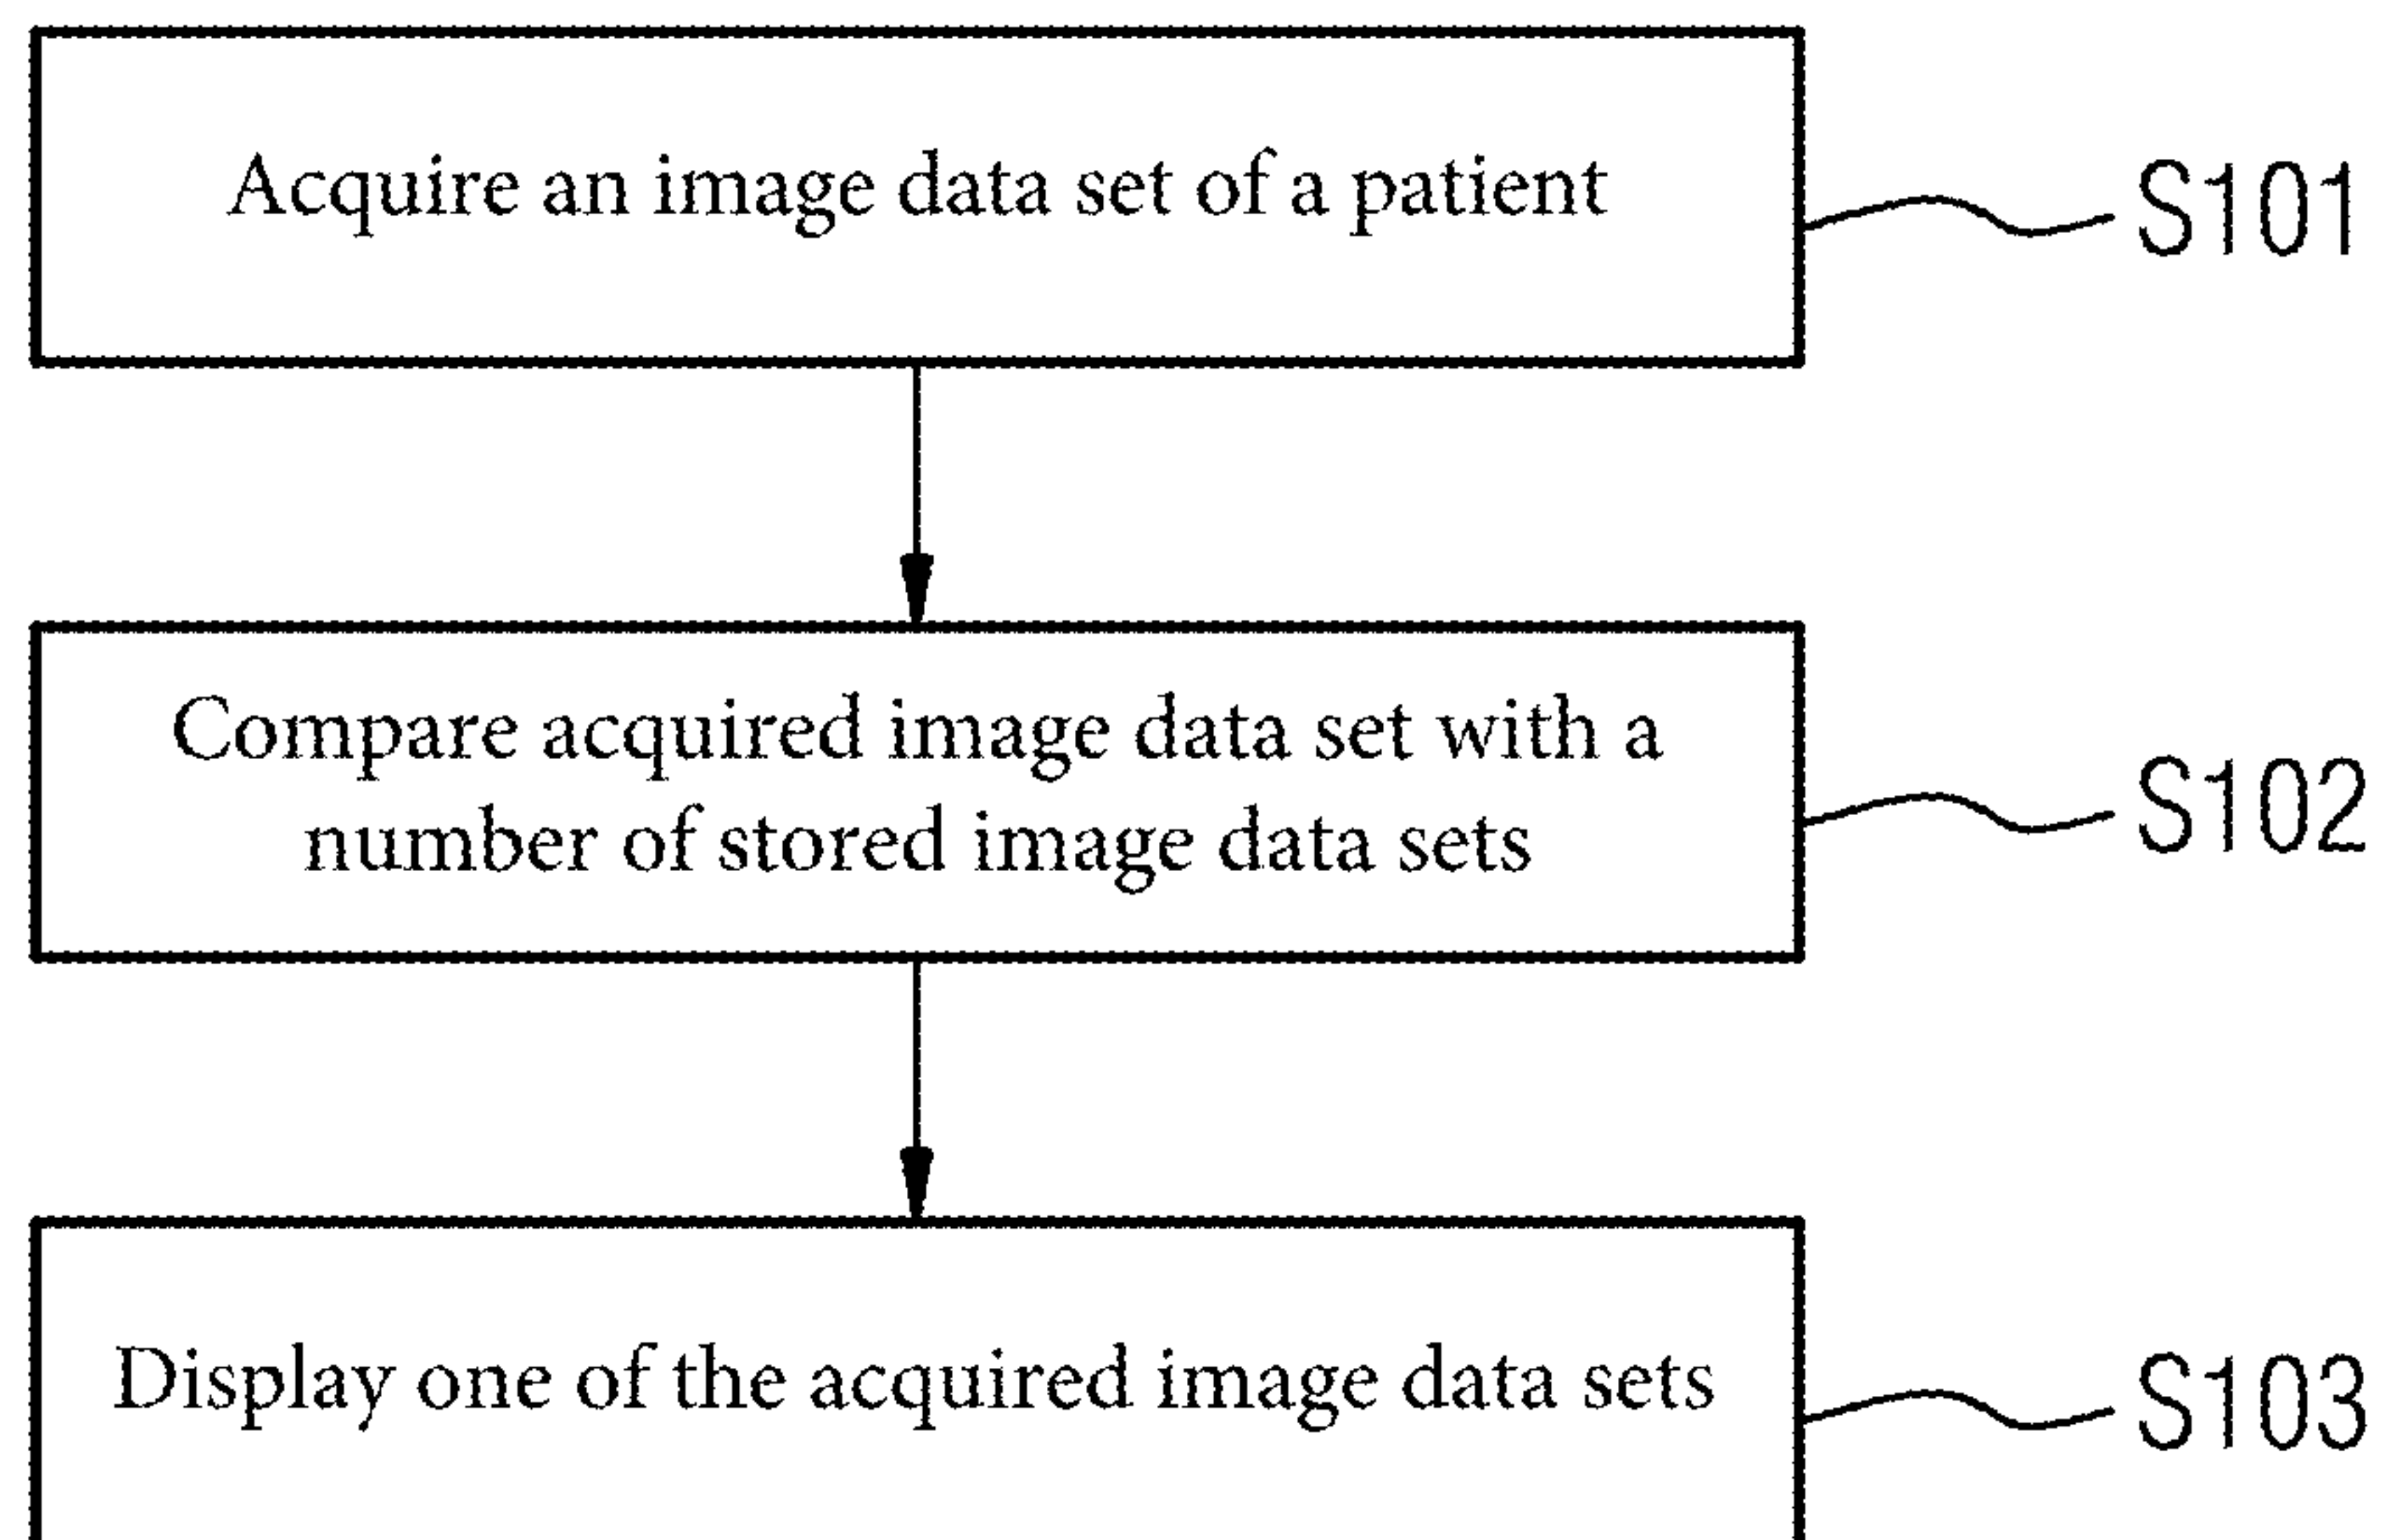 Acquire an image data set of a patient
S101
Compare acquired image data set with a
number of stored image data sets
S102
Display one of the acquired image data sets
S103